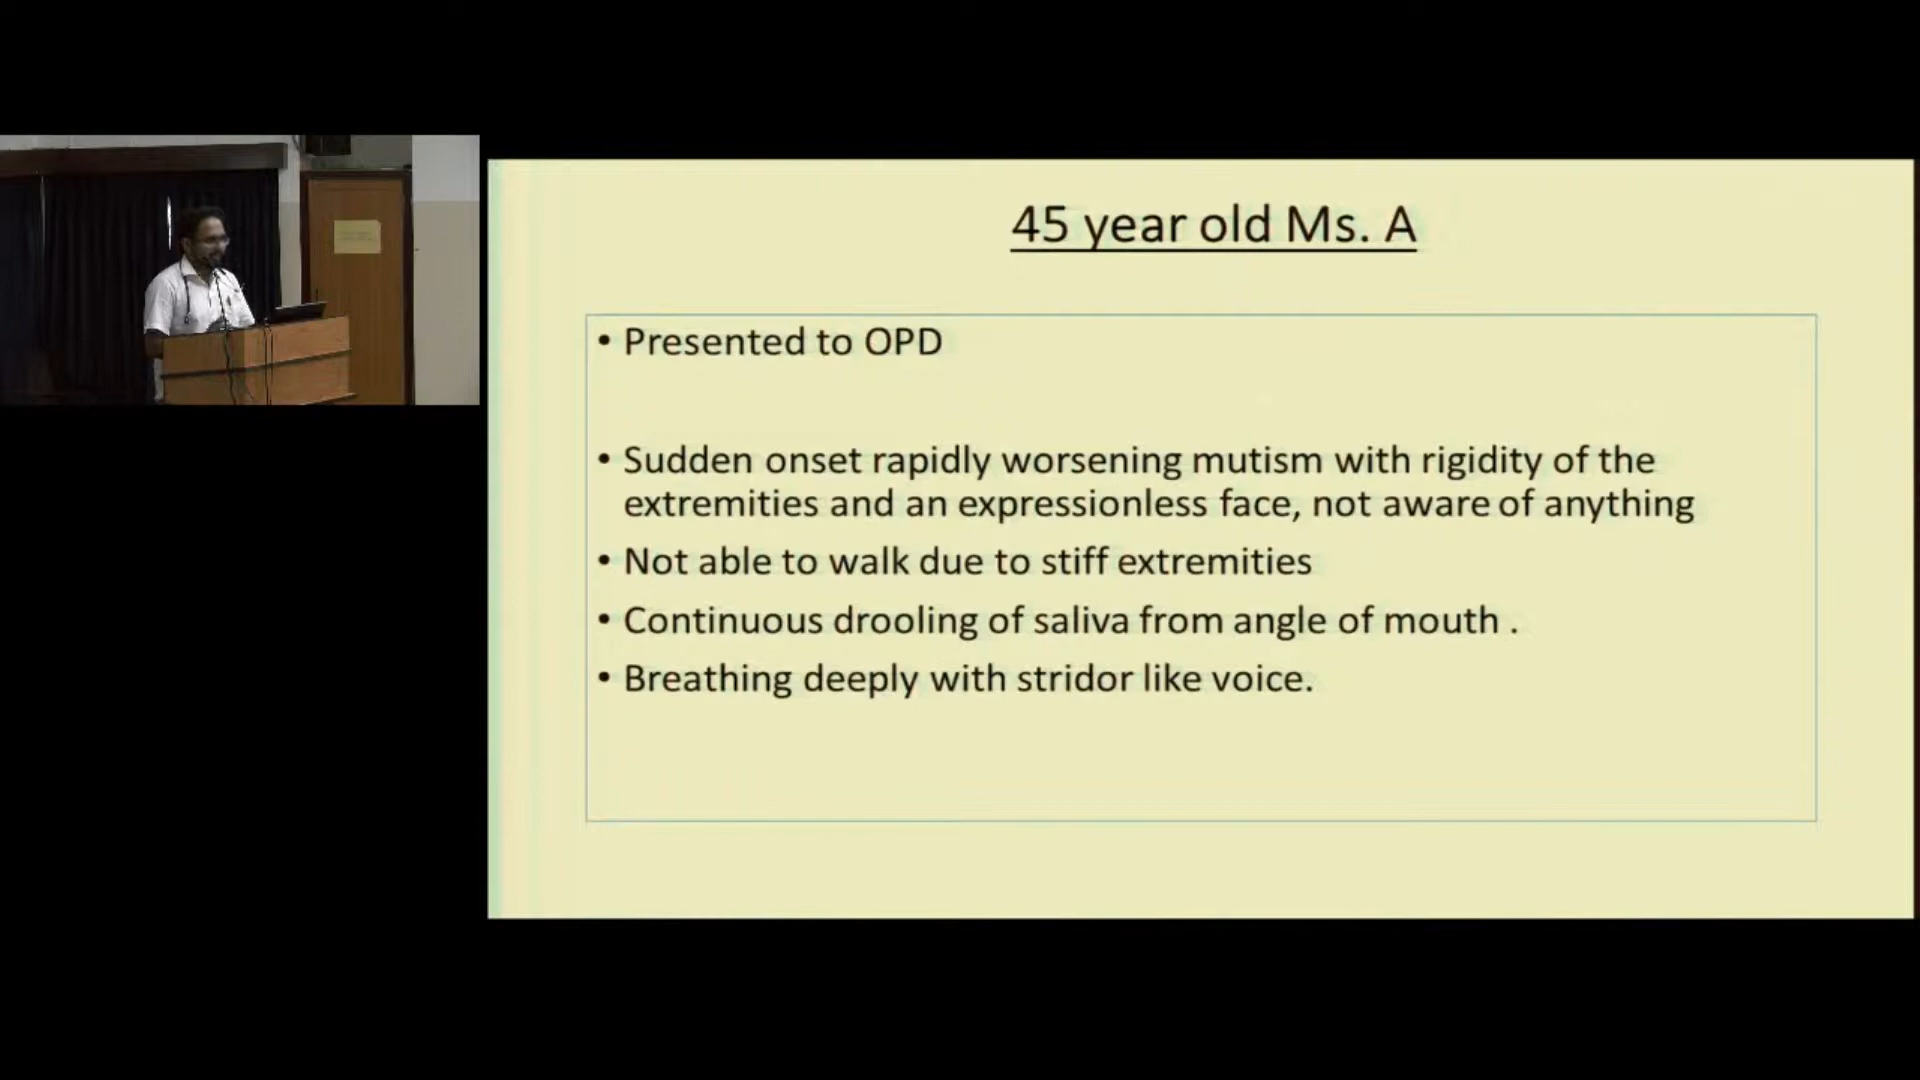 45 year old Ms. A
• Presented to OPD
• Sudden onset rapidly worsening mutism with rigidity of the
extremities and an expressionless face, not aware of anything
• Not able to walk due to stiff extremities
• Continuous drooling of saliva from angle of mouth .
• Breathing deeply with stridor like voice.